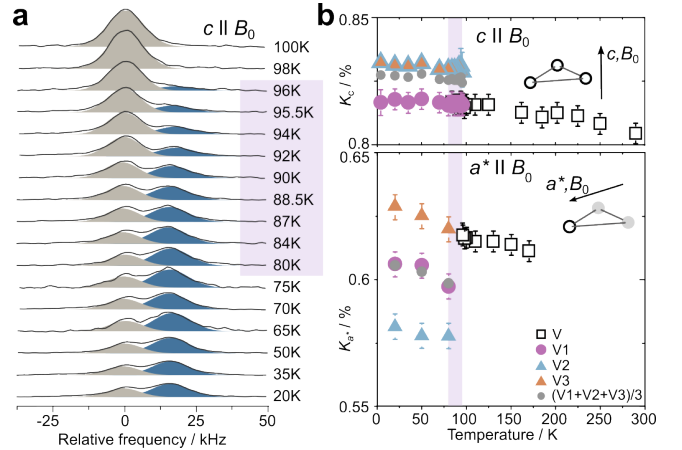 a
c || B0
100K
98K
96K
95.5K
94K
92K
90K
88.5K
87K
84K
80K
75K
70K
65K
50K
35K
20K
-25
0
25
50
Relative frequency / kHz
b
0.85
c || B0
c,B0
Kc / %
0.8
0.65
a* || B0
a*,B0
0.6
Ka* / %
V
V1
V2
V3
(V1+V2+V3)/3
0.55
0
50
100
150
200
250
300
Temperature / K